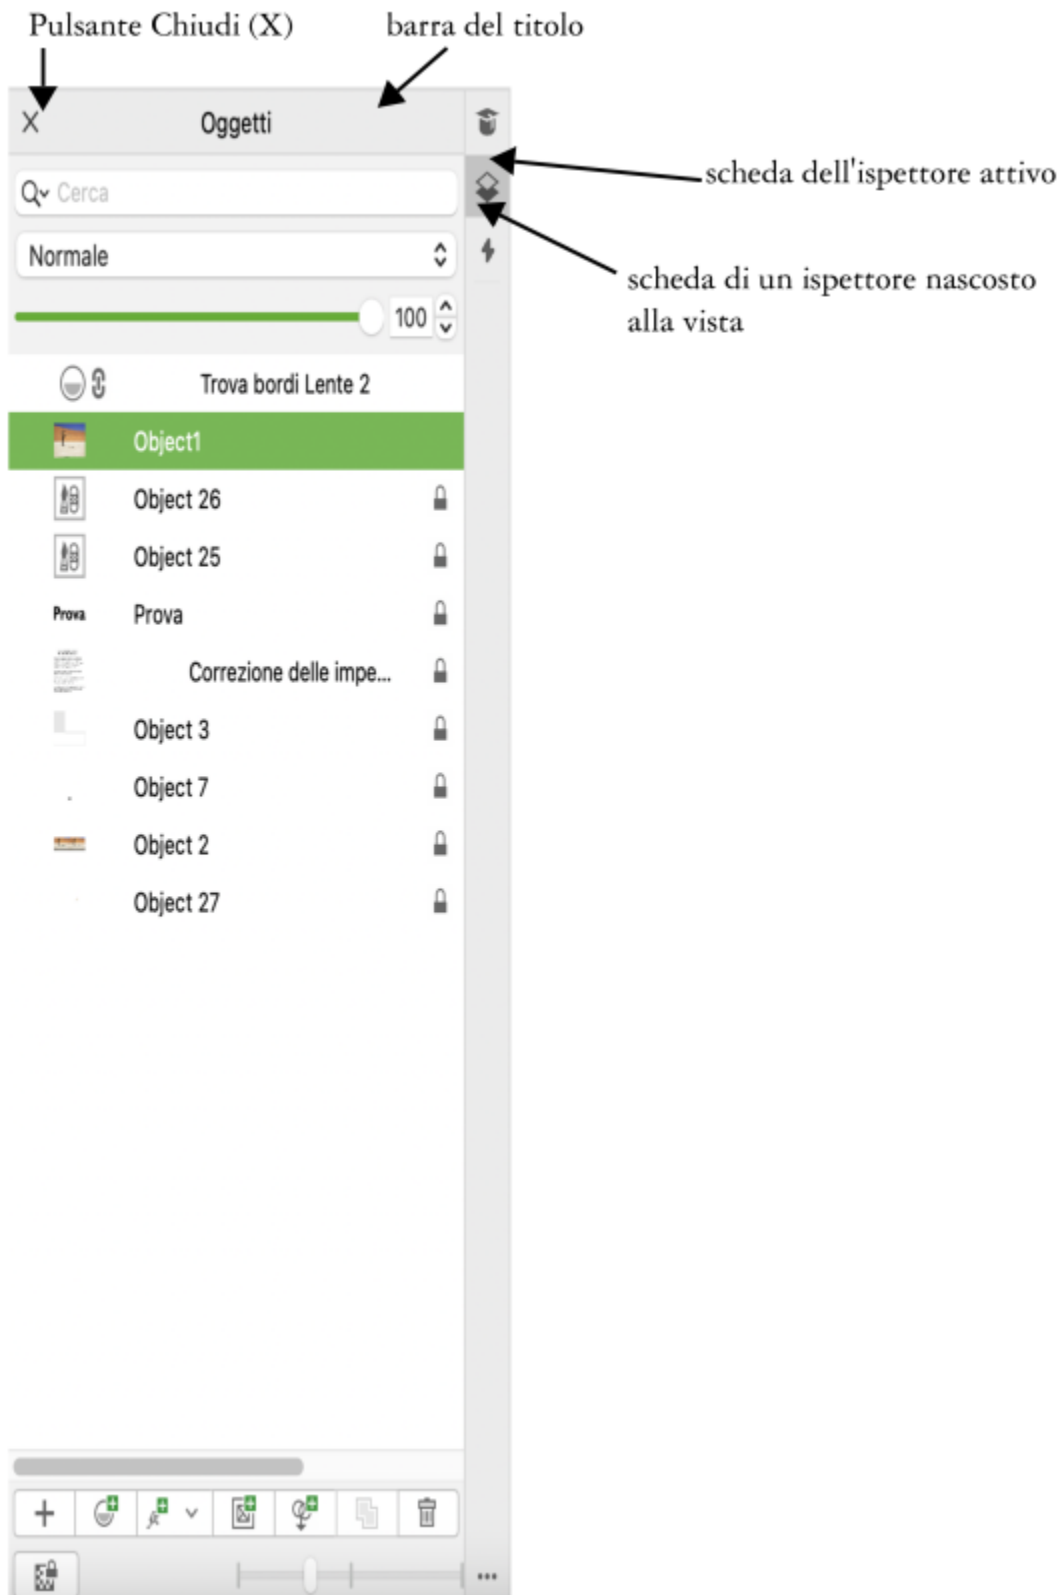 Pulsante Chiudi (X)
barra del titolo
Oggetti
scheda dell'ispettore attivo
Cerca
Normale
scheda di un ispettore nascosto
alla vista
100
Trova bordi Lente 2
Object1
Object 26
Object 25
Prova Prova
Correzione delle impe...
Object 3
Object 7
Object 2
Object 27